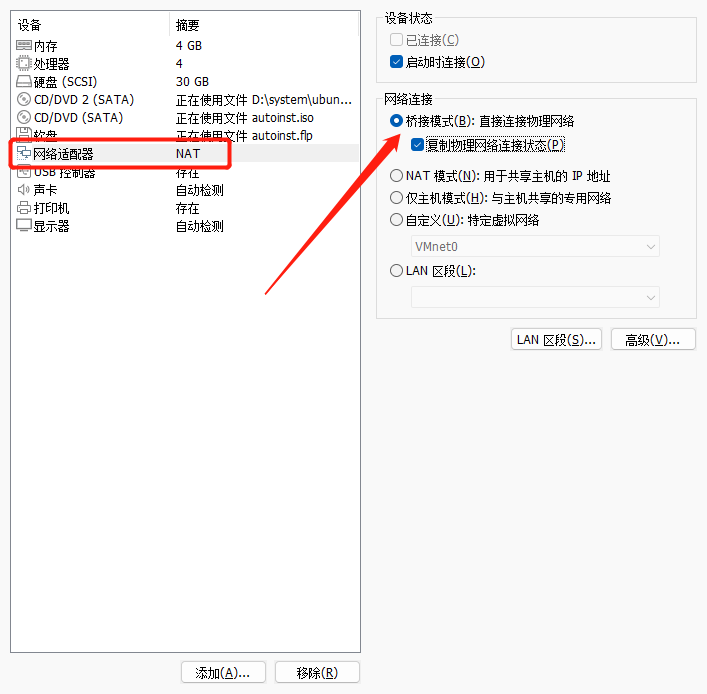 设备 摘要
内存 4 GB
处理器 4
硬盘 (SCSI) 30 GB
CD/DVD 2 (SATA) 正在使用文件 D:\system\ubun...
CD/DVD (SATA) 正在使用文件 autoinst.iso
软盘 正在使用文件 autoinst.flp
网络适配器 NAT
USB 控制器 存在
声卡 自动检测
打印机 存在
显示器 自动检测
添加(A)...
移除(R)
设备状态
已连接(C)
启动时连接(O)
网络连接
桥接模式(B): 直接连接物理网络
复制物理网络连接状态(P)
NAT 模式(N): 用于共享主机的 IP 地址
仅主机模式(H): 与主机共享的专用网络
自定义(U): 特定虚拟网络
VMnet0
LAN 区段(L):
LAN 区段(S)...
高级(V)...